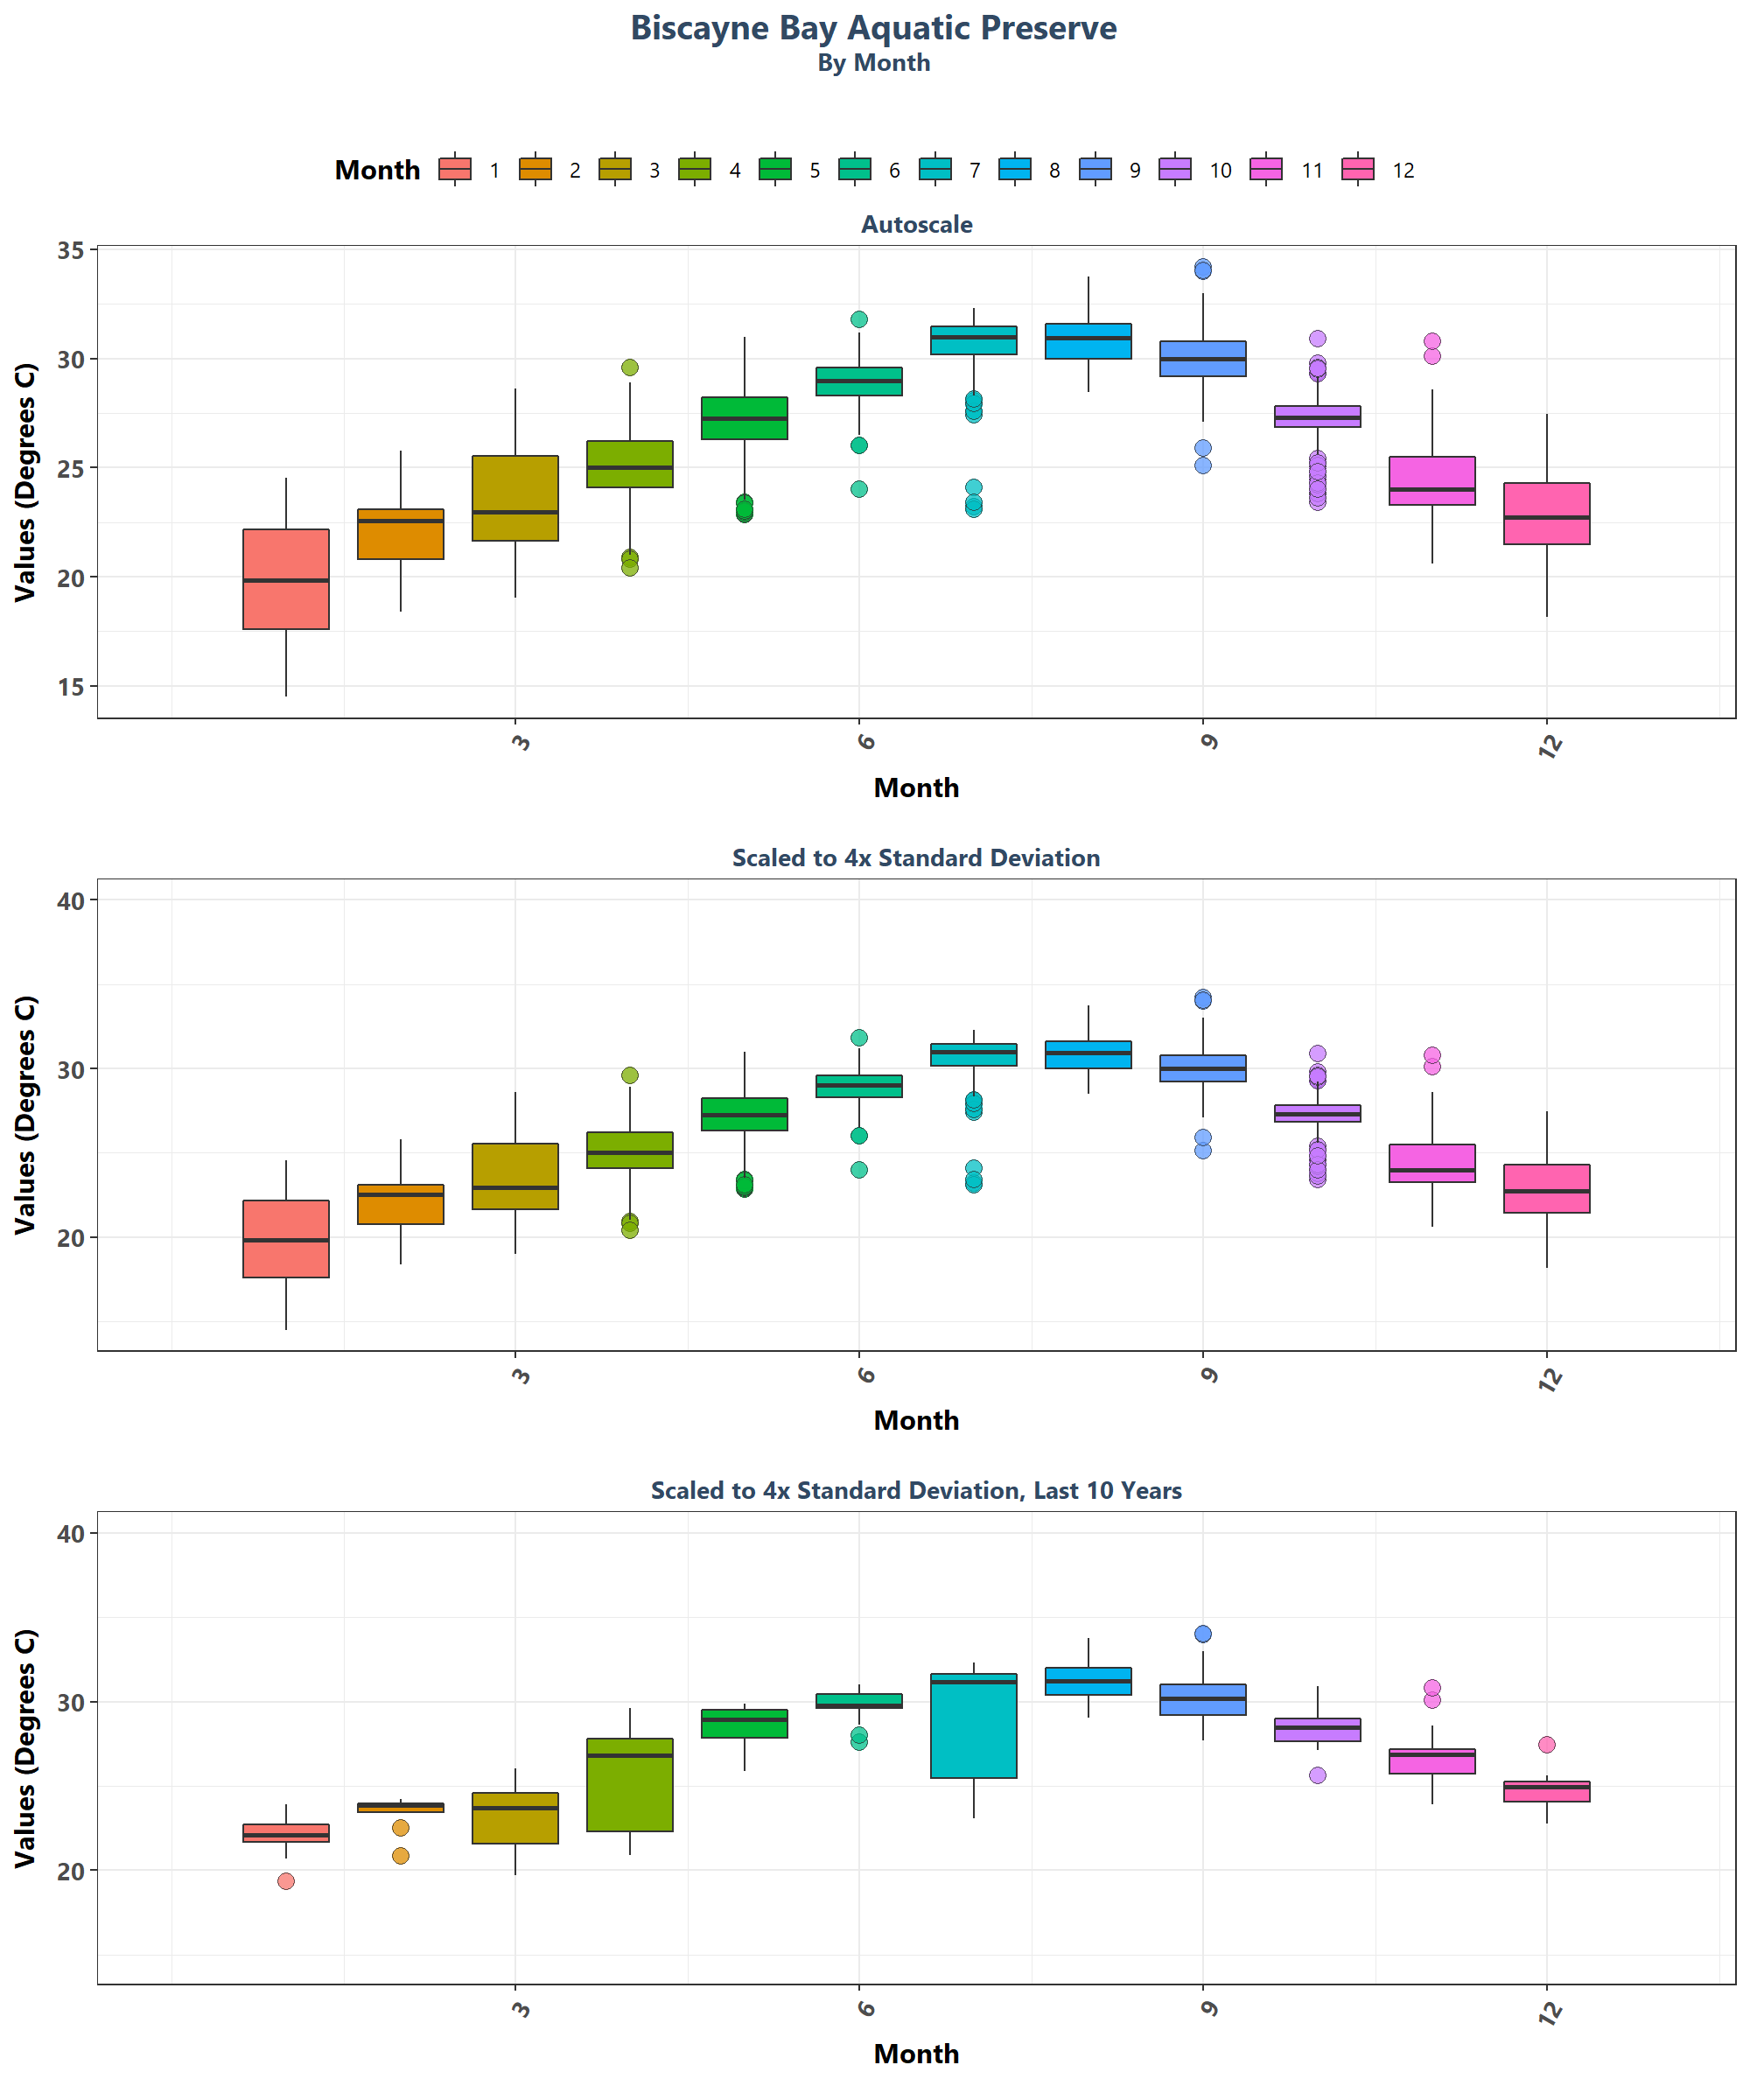 Biscayne Bay Aquatic Preserve
By Month
Month 1 2 3 4 5 6 7 8 9 10 11 12
Autoscale
Values (Degrees C)
35
30
25
20
15
3 6 9 12
Month
Scaled to 4x Standard Deviation
Values (Degrees C)
40
30
20
3 6 9 12
Month
Scaled to 4x Standard Deviation, Last 10 Years
Values (Degrees C)
40
30
20
3 6 9 12
Month